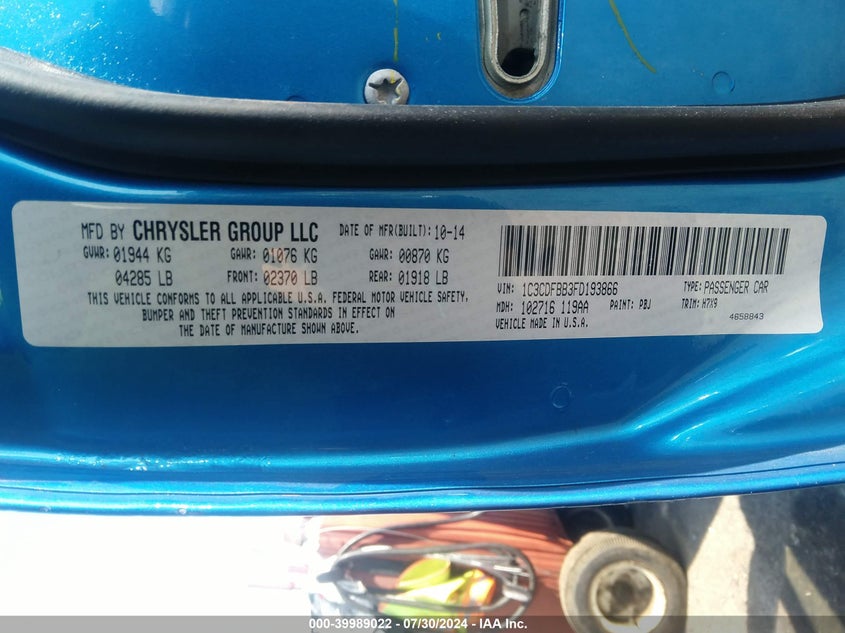 MFD BY CHRYSLER GROUP LLC DATE OF MFR(BUILT): 10-14
GVWR: 01944 KG GAWR: 01076 KG GAWR: 00870 KG
04285 LB FRONT: 02370 LB REAR: 01918 LB
THIS VEHICLE CONFORMS TO ALL APPLICABLE U.S.A. FEDERAL MOTOR VEHICLE SAFETY,
BUMPER AND THEFT PREVENTION STANDARDS IN EFFECT ON
THE DATE OF MANUFACTURE SHOWN ABOVE.
VIN: 1C3CDFBB3FD193866 TYPE: PASSENGER CAR
MDH: 102716 119AA PAINT: PBJ TRIM: H7X9
VEHICLE MADE IN U.S.A. 4658843
000-39989022 - 07/30/2024 - IAA Inc.